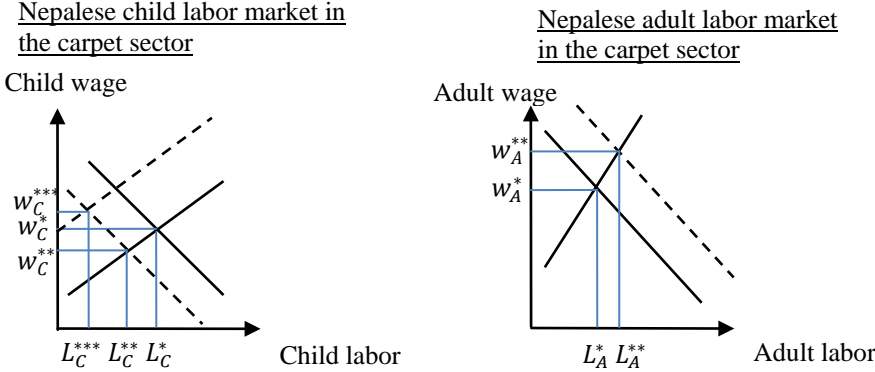 Nepalese child labor market in
the carpet sector
Child wage
w_C^{***}
w_C^*
w_C^{**}
L_C^{***} L_C^{**} L_C^*
Child labor
Nepalese adult labor market
in the carpet sector
Adult wage
w_A^{**}
w_A^*
L_A^* L_A^{**}
Adult labor